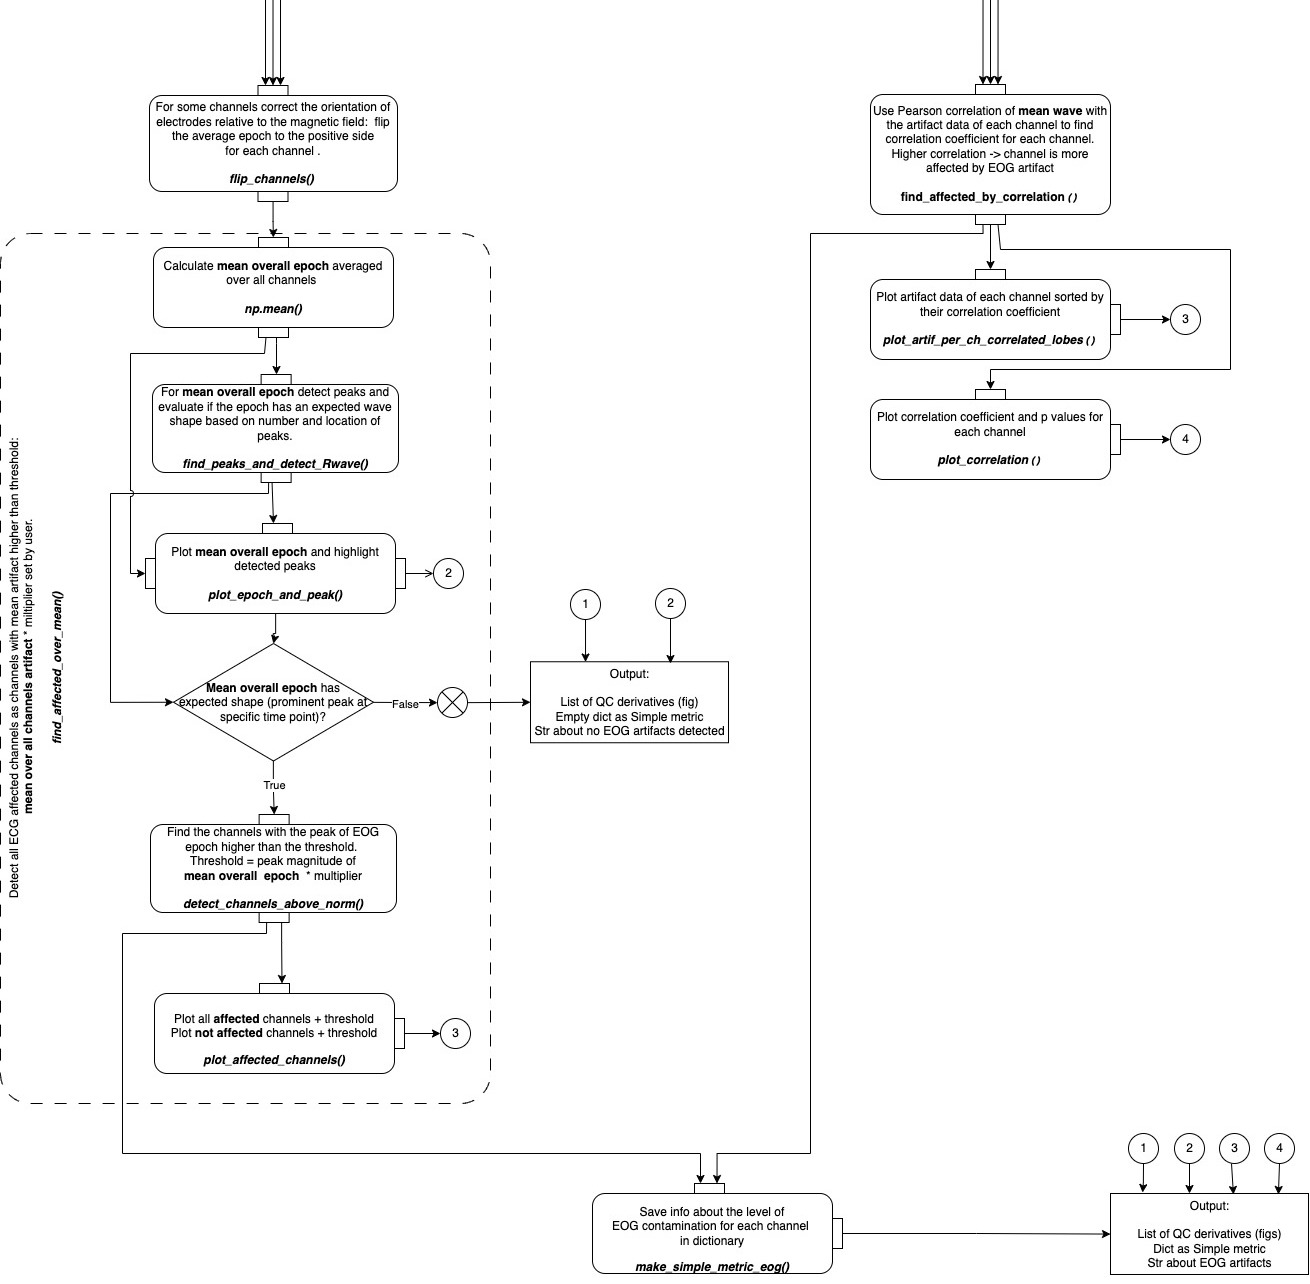 For some channels correct the orientation of
electrodes relative to the magnetic field:  flip
the average epoch to the positive side
for each channel .
flip_channels()
Calculate mean overall epoch averaged
over all channels
np.mean()
For mean overall epoch detect peaks and
evaluate if the epoch has an expected wave
shape based on number and location of
peaks.
find_peaks_and_detect_Rwave()
Plot mean overall epoch and highlight
detected peaks
plot_epoch_and_peak()
2
Mean overall epoch has
expected shape (prominent peak at
specific time point)?
False
True
Find the channels with the peak of EOG
epoch higher than the threshold.
Threshold = peak magnitude of
mean overall  epoch  * multiplier
detect_channels_above_norm()
Plot all affected channels + threshold
Plot not affected channels + threshold
plot_affected_channels()
3
Detect all ECG affected channels as channels with mean artifact higher than threshold:
mean over all channels artifact * miltiplier set by user.
find_affected_over_mean()
1
2
Output:
List of QC derivatives (fig)
Empty dict as Simple metric
Str about no EOG artifacts detected
Use Pearson correlation of mean wave with
the artifact data of each channel to find
correlation coefficient for each channel.
Higher correlation -> channel is more
affected by EOG artifact
find_affected_by_correlation ()
Plot artifact data of each channel sorted by
their correlation coefficient
plot_artif_per_ch_correlated_lobes ()
3
Plot correlation coefficient and p values for
each channel
plot_correlation ()
4
Save info about the level of
EOG contamination for each channel
in dictionary
make_simple_metric_eog()
1
2
3
4
Output:
List of QC derivatives (figs)
Dict as Simple metric
Str about EOG artifacts